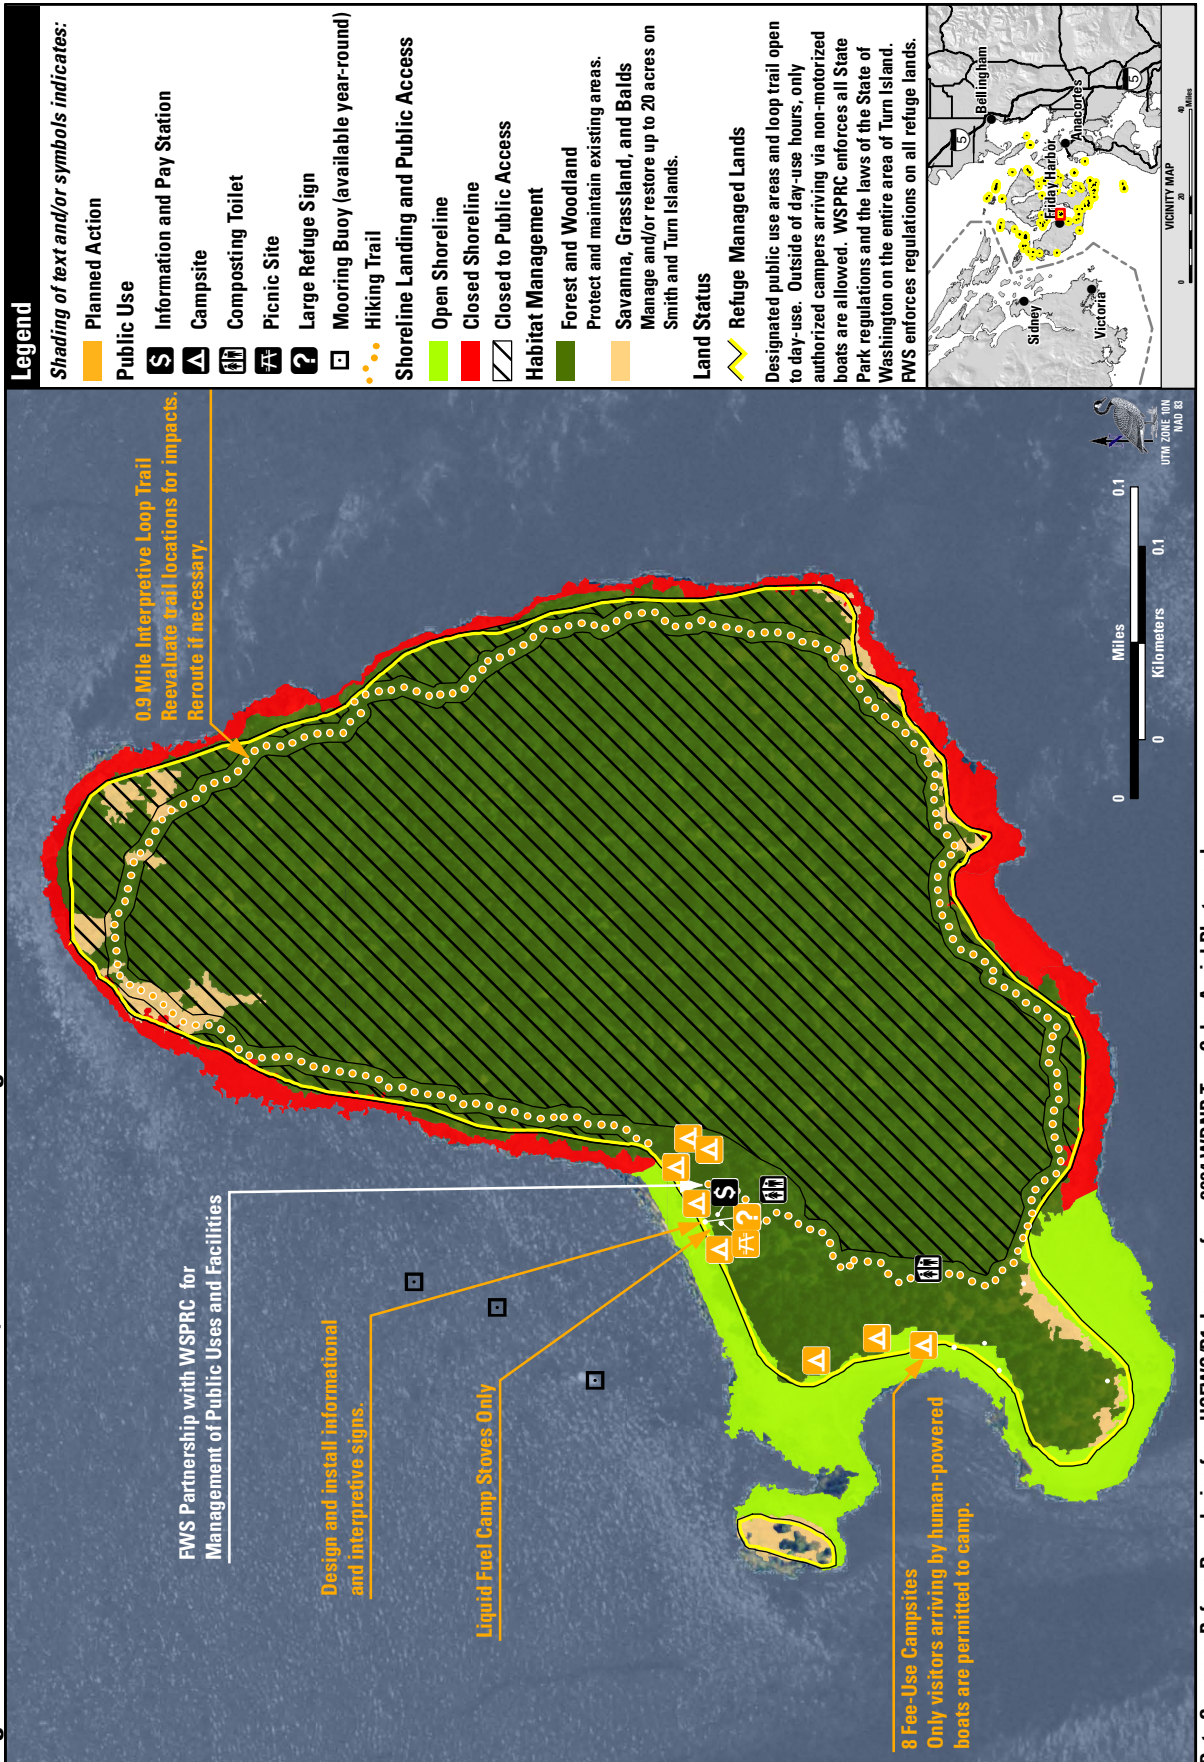 Legend
Shading of text and/or symbols indicates:
Planned Action
Public Use
$ Information and Pay Station
Campsite
Composting Toilet
Picnic Site
? Large Refuge Sign
Mooring Buoy (available year-round)
Hiking Trail
Shoreline Landing and Public Access
Open Shoreline
Closed Shoreline
Closed to Public Access
Habitat Management
Forest and Woodland
Protect and maintain existing areas.
Savanna, Grassland, and Balds
Manage and/or restore up to 20 acres on
Smith and Turn Islands.
Land Status
Refuge Managed Lands
Designated public use areas and loop trail open
to day-use. Outside of day-use hours, only
authorized campers arriving via non-motorized
boats are allowed. WSPRC enforces all State
Park regulations and the laws of the State of
Washington on the entire area of Turn Island.
FWS enforces regulations on all refuge lands.
Bellingham
5
Anacortes
5
Friday Harbor
Sidney
Victoria
0 20 40
Miles
VICINITY MAP
0.9 Mile Interpretive Loop Trail
Reevaluate trail locations for impacts.
Reroute if necessary.
FWS Partnership with WSPRC for
Management of Public Uses and Facilities
Design and install informational
and interpretive signs.
Liquid Fuel Camp Stoves Only
$
?
8 Fee-Use Campsites
Only visitors arriving by human-powered
boats are permitted to camp.
Miles
0 0.1
0 0.1
Kilometers
UTM ZONE 10N
NAD 83